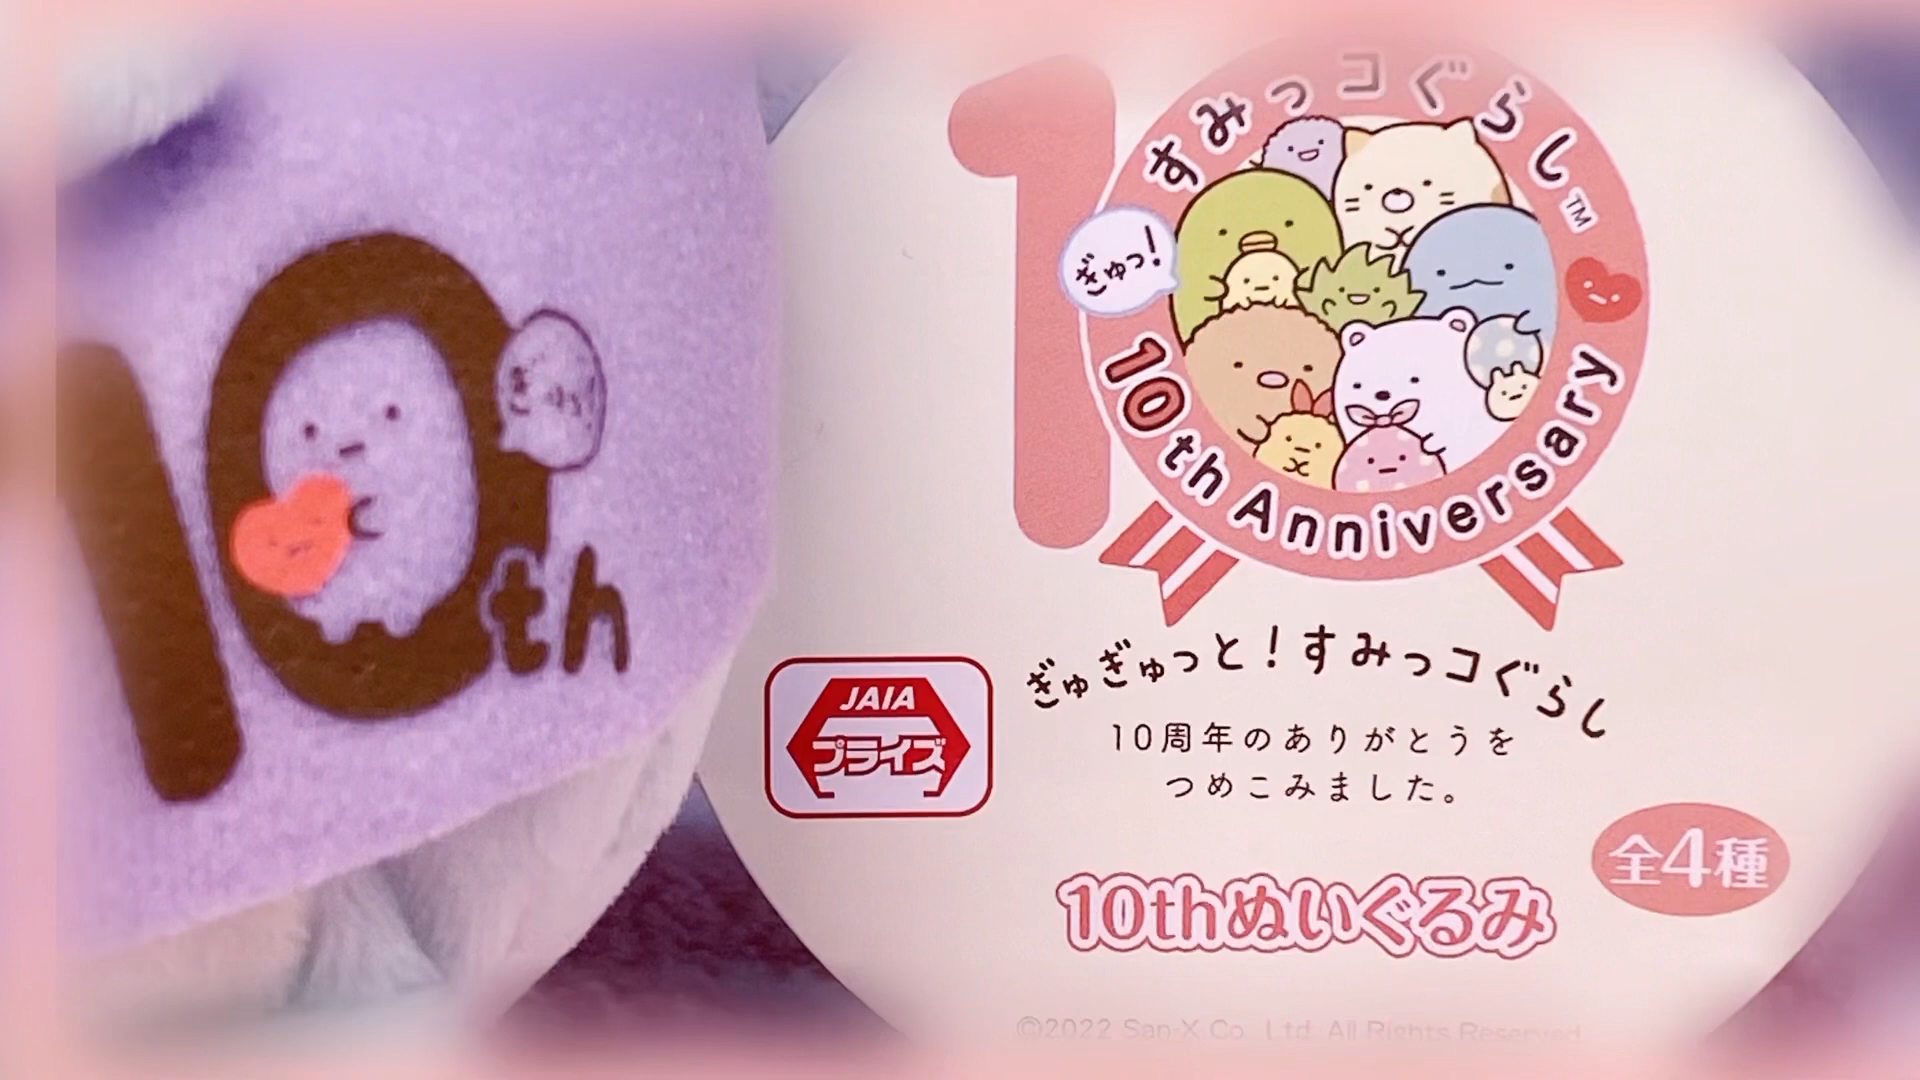 10th
ぎゅっ!
すみっコぐらし™
ぎゅっ!
10th Anniversary
JAIA
プライズ
ぎゅぎゅっと!すみっコぐらし
10周年のありがとうを
つめこみました。
全4種
10thぬいぐるみ
©2022 San-X Co., Ltd. All Rights Reserved.